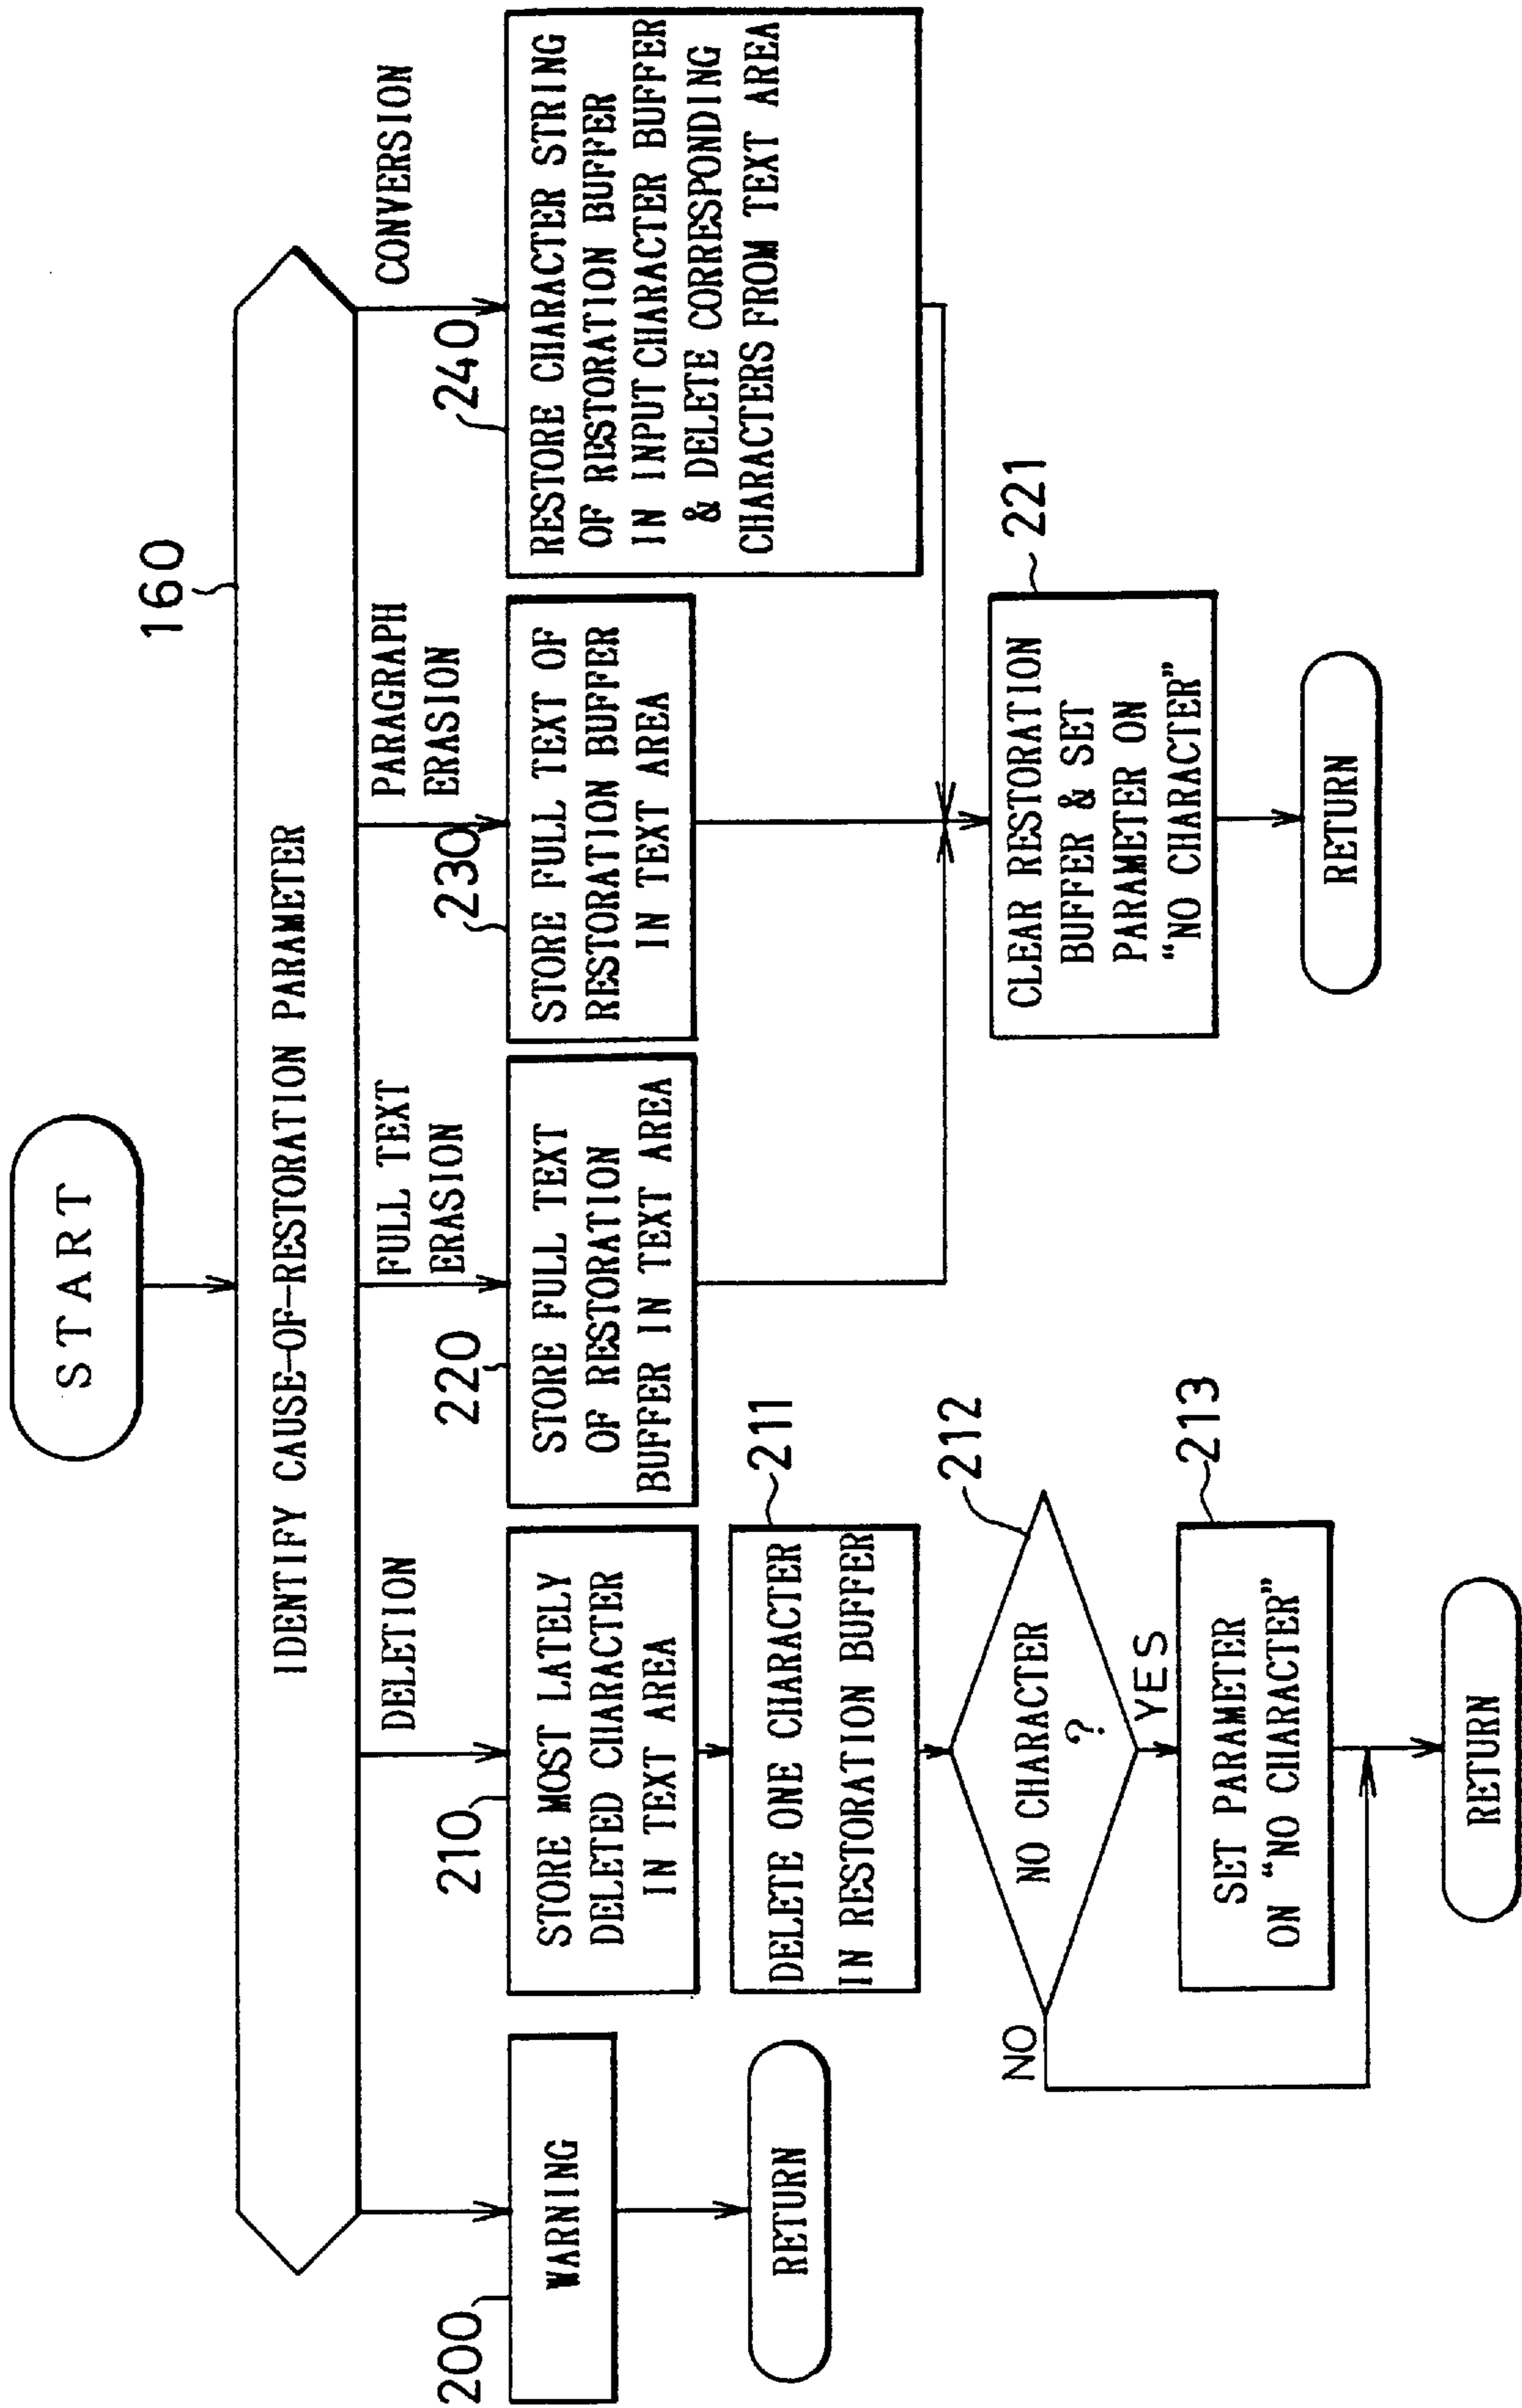 START
160
IDENTIFY CAUSE-OF-RESTORATION PARAMETER
DELETION
FULL TEXT
ERASION
PARAGRAPH
ERASION
CONVERSION
200
WARNING
RETURN
210
STORE MOST LATELY
DELETED CHARACTER
IN TEXT AREA
211
DELETE ONE CHARACTER
IN RESTORATION BUFFER
212
NO CHARACTER
?
NO
YES
213
SET PARAMETER
ON “NO CHARACTER”
RETURN
220
STORE FULL TEXT
OF RESTORATION
BUFFER IN TEXT AREA
230
STORE FULL TEXT OF
RESTORATION BUFFER
IN TEXT AREA
240
RESTORE CHARACTER STRING
OF RESTORATION BUFFER
IN INPUT CHARACTER BUFFER
& DELETE CORRESPONDING
CHARACTERS FROM TEXT AREA
221
CLEAR RESTORATION
BUFFER & SET
PARAMETER ON
“NO CHARACTER”
RETURN